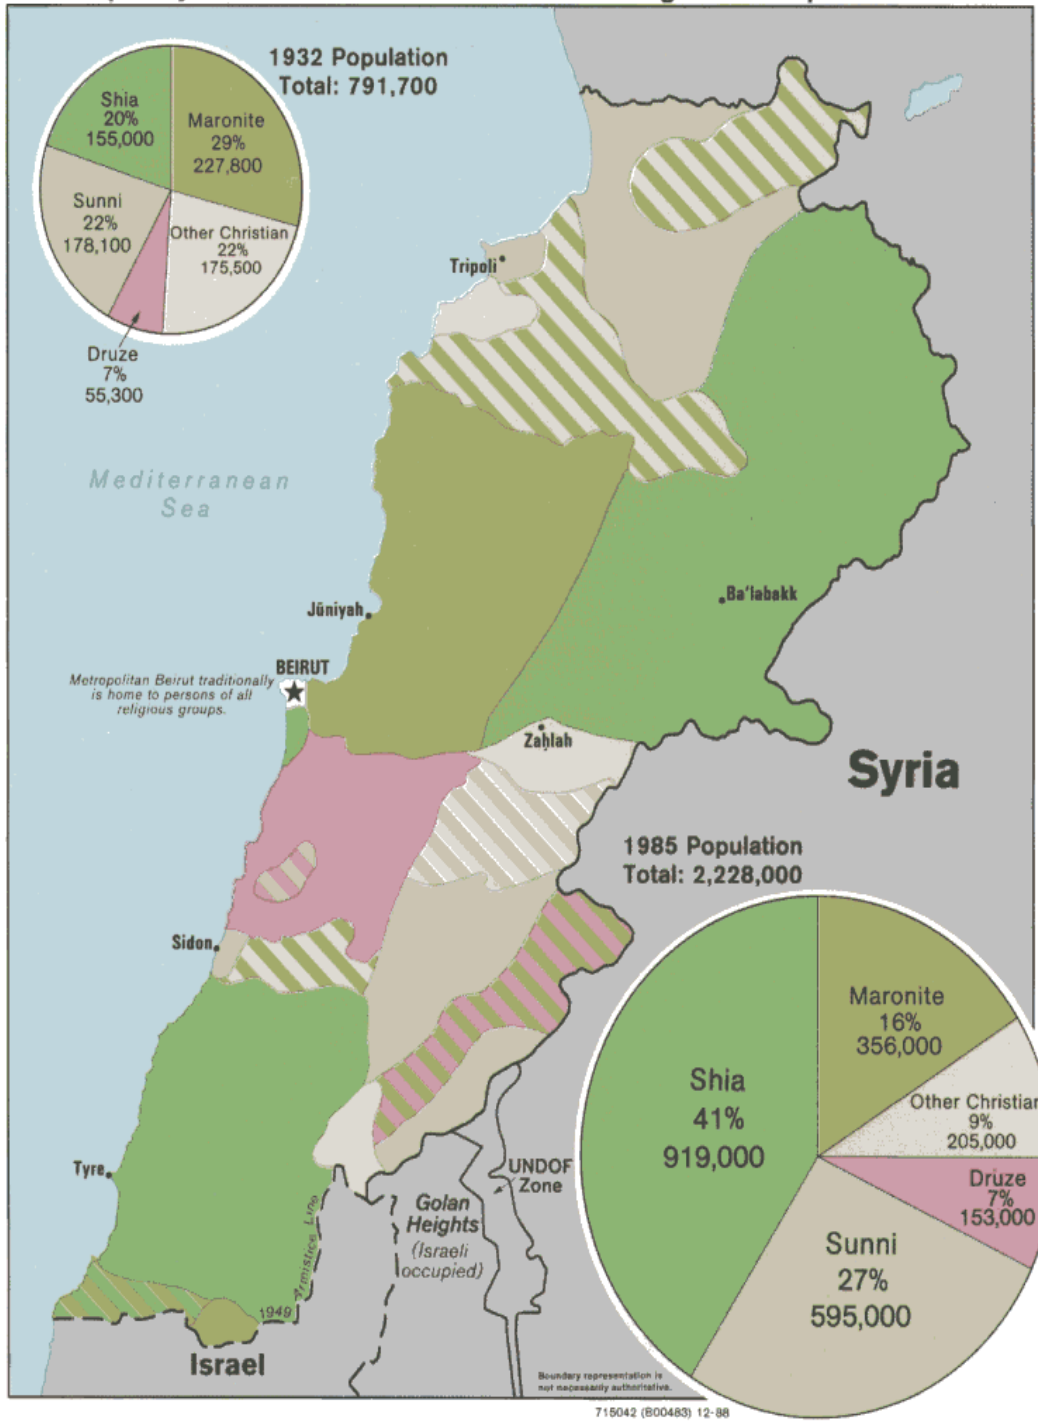 1932 Population
Total: 791,700
Shia
20%
155,000
Maronite
29%
227,800
Sunni
22%
178,100
Other Christian
22%
175,500
Druze
7%
55,300
Tripoli
Mediterranean
Sea
Jūniyah
Ba'labakk
BEIRUT
Metropolitan Beirut traditionally
is home to persons of all
religious groups.
Zaḩlah
Syria
1985 Population
Total: 2,228,000
Sidon
Maronite
16%
356,000
Shia
41%
919,000
Other Christian
9%
205,000
Druze
7%
153,000
Sunni
27%
595,000
Tyre
UNDOF
Zone
Golan
Heights
(Israeli
occupied)
1949 Armistice Line
Israel
Boundary representation is
not necessarily authoritative.
715042 (B00483) 12-88